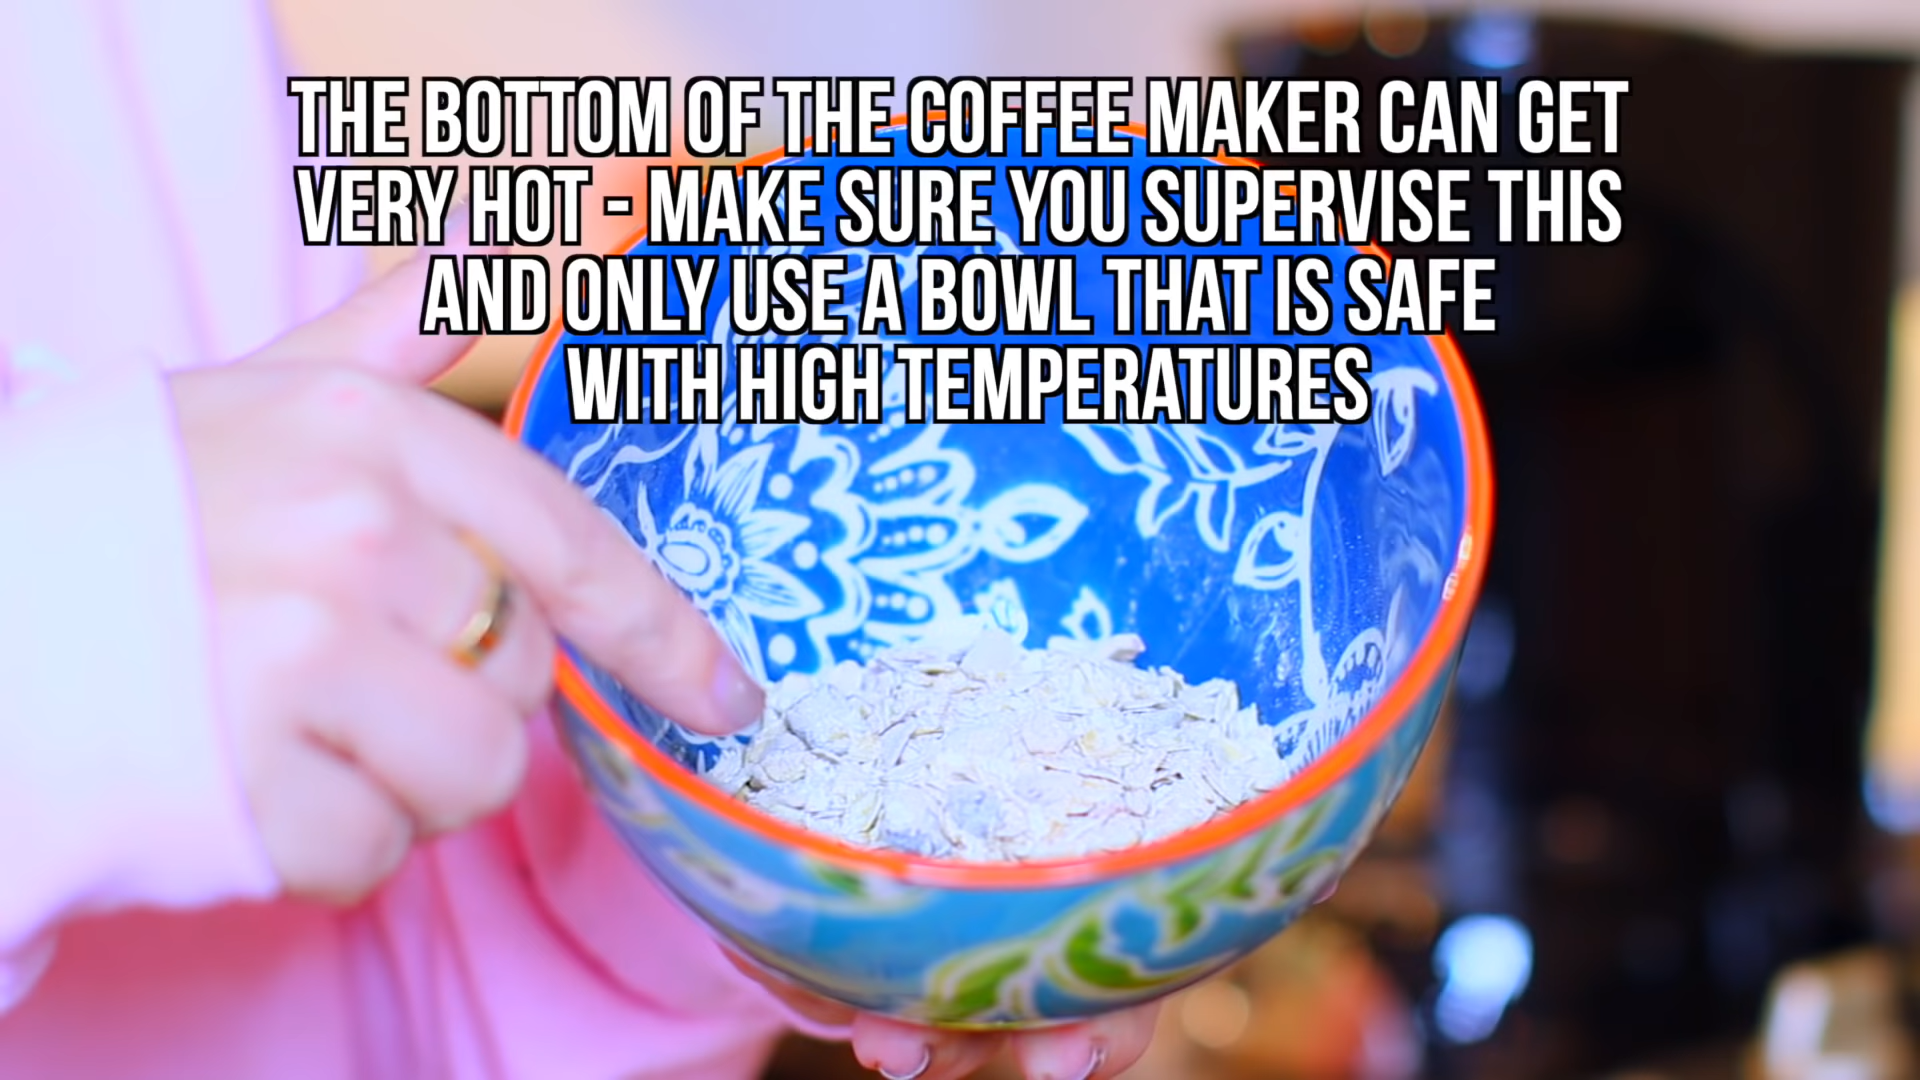 THE BOTTOM OF THE COFFEE MAKER CAN GET
VERY HOT - MAKE SURE YOU SUPERVISE THIS
AND ONLY USE A BOWL THAT IS SAFE
WITH HIGH TEMPERATURES